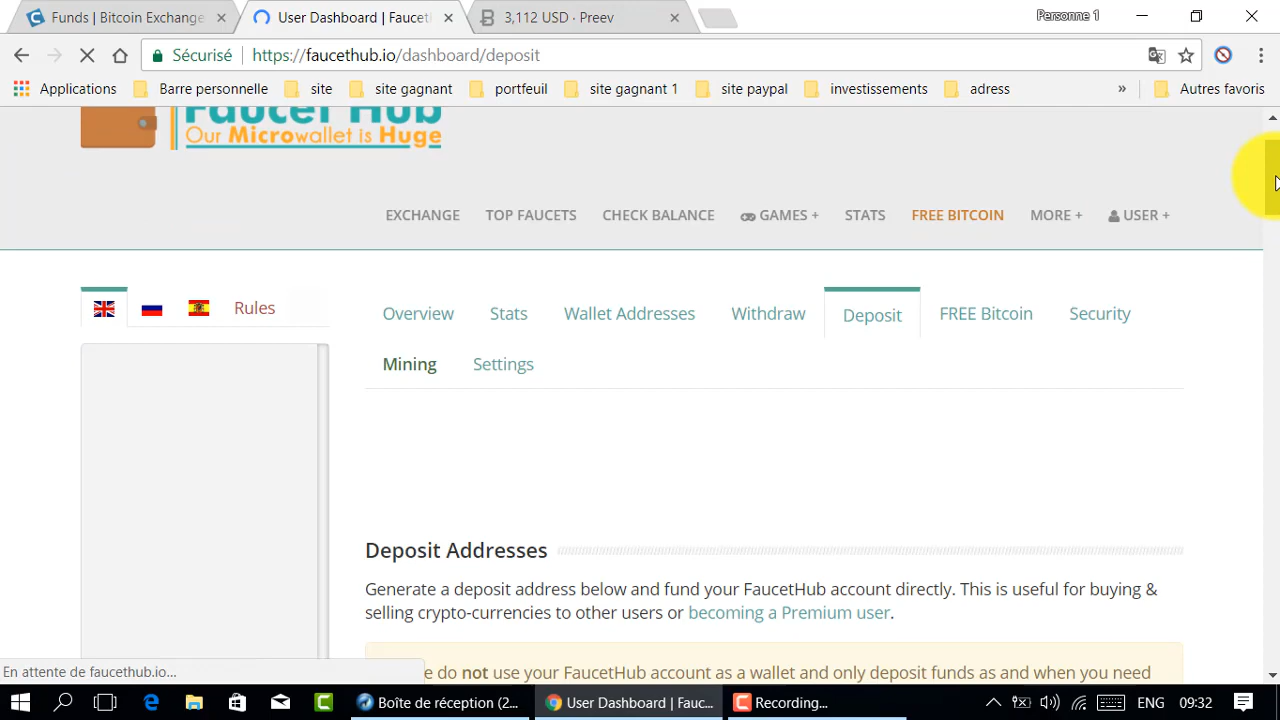 Funds | Bitcoin Exchange
User Dashboard | Faucet
3,112 USD · Preev
Personne 1
Sécurisé
https://faucethub.io/dashboard/deposit
Applications
Barre personnelle
site
site gagnant
portfeuil
site gagnant 1
site paypal
investissements
adress
»
Autres favoris
Faucet Hub
Our Microwallet is Huge
EXCHANGE
TOP FAUCETS
CHECK BALANCE
GAMES +
STATS
FREE BITCOIN
MORE +
USER +
Rules
Overview
Stats
Wallet Addresses
Withdraw
Deposit
FREE Bitcoin
Security
Mining
Settings
Deposit Addresses
Generate a deposit address below and fund your FaucetHub account directly. This is useful for buying &
selling crypto-currencies to other users or becoming a Premium user.
do not use your FaucetHub account as a wallet and only deposit funds as and when you need
En attente de faucethub.io...
Boîte de réception (2...
User Dashboard | Fauc...
Recording...
ENG
09:32